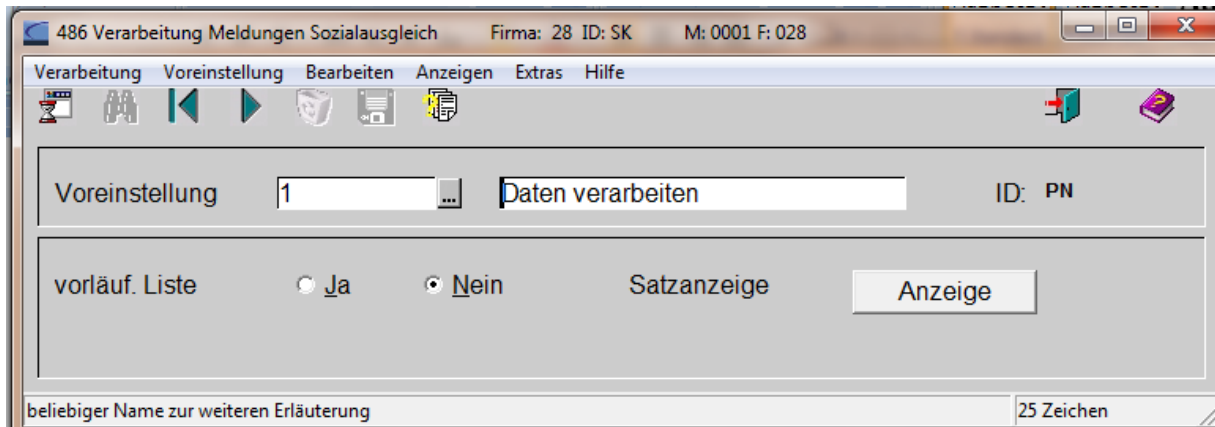 486 Verarbeitung Meldungen Sozialausgleich Firma: 28 ID: SK M: 0001 F: 028
Verarbeitung Voreinstellung Bearbeiten Anzeigen Extras Hilfe
Voreinstellung 1 ... Daten verarbeiten ID: PN
vorläuf. Liste Ja Nein Satzanzeige Anzeige
beliebiger Name zur weiteren Erläuterung 25 Zeichen